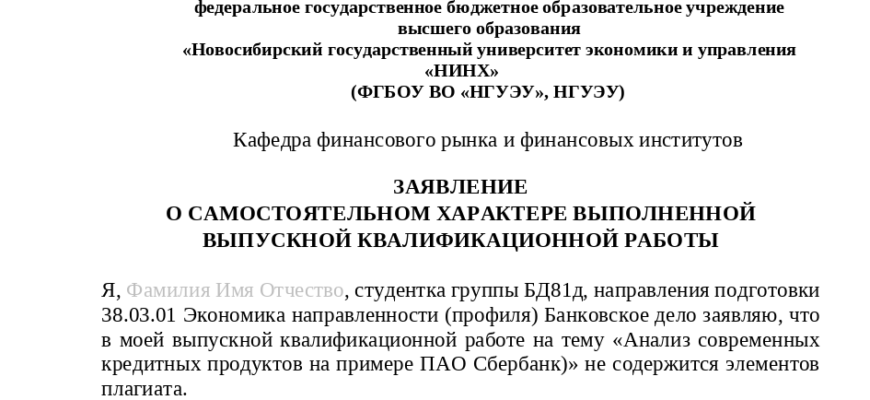 федеральное государственное бюджетное образовательное учреждение
высшего образования
«Новосибирский государственный университет экономики и управления
«НИНХ»
(ФГБОУ ВО «НГУЭУ», НГУЭУ)
Кафедра финансового рынка и финансовых институтов
ЗАЯВЛЕНИЕ
О САМОСТОЯТЕЛЬНОМ ХАРАКТЕРЕ ВЫПОЛНЕННОЙ
ВЫПУСКНОЙ КВАЛИФИКАЦИОННОЙ РАБОТЫ
Я, Фамилия Имя Отчество, студентка группы БД81д, направления подготовки
38.03.01 Экономика направленности (профиля) Банковское дело заявляю, что
в моей выпускной квалификационной работе на тему «Анализ современных
кредитных продуктов на примере ПАО Сбербанк)» не содержится элементов
плагиата.